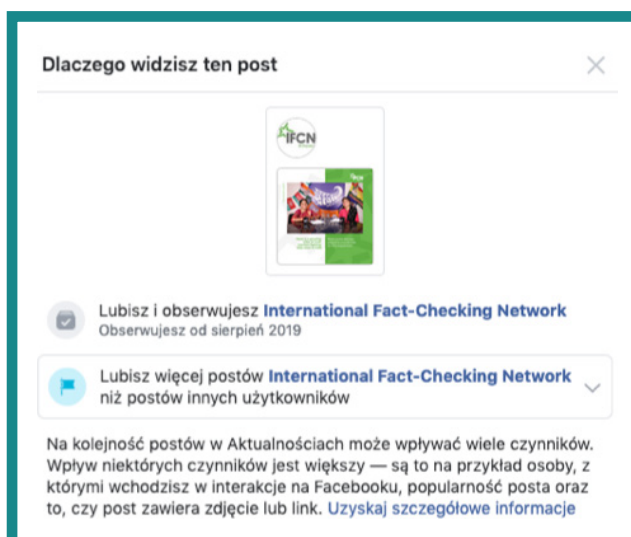 Dlaczego widzisz ten post
IFCN
Lubisz i obserwujesz International Fact-Checking Network
Obserwujesz od sierpień 2019
Lubisz więcej postów International Fact-Checking Network
niż postów innych użytkowników
Na kolejność postów w Aktualnościach może wpływać wiele czynników.
Wpływ niektórych czynników jest większy — są to na przykład osoby, z
którymi wchodzisz w interakcje na Facebooku, popularność posta oraz
to, czy post zawiera zdjęcie lub link. Uzyskaj szczegółowe informacje